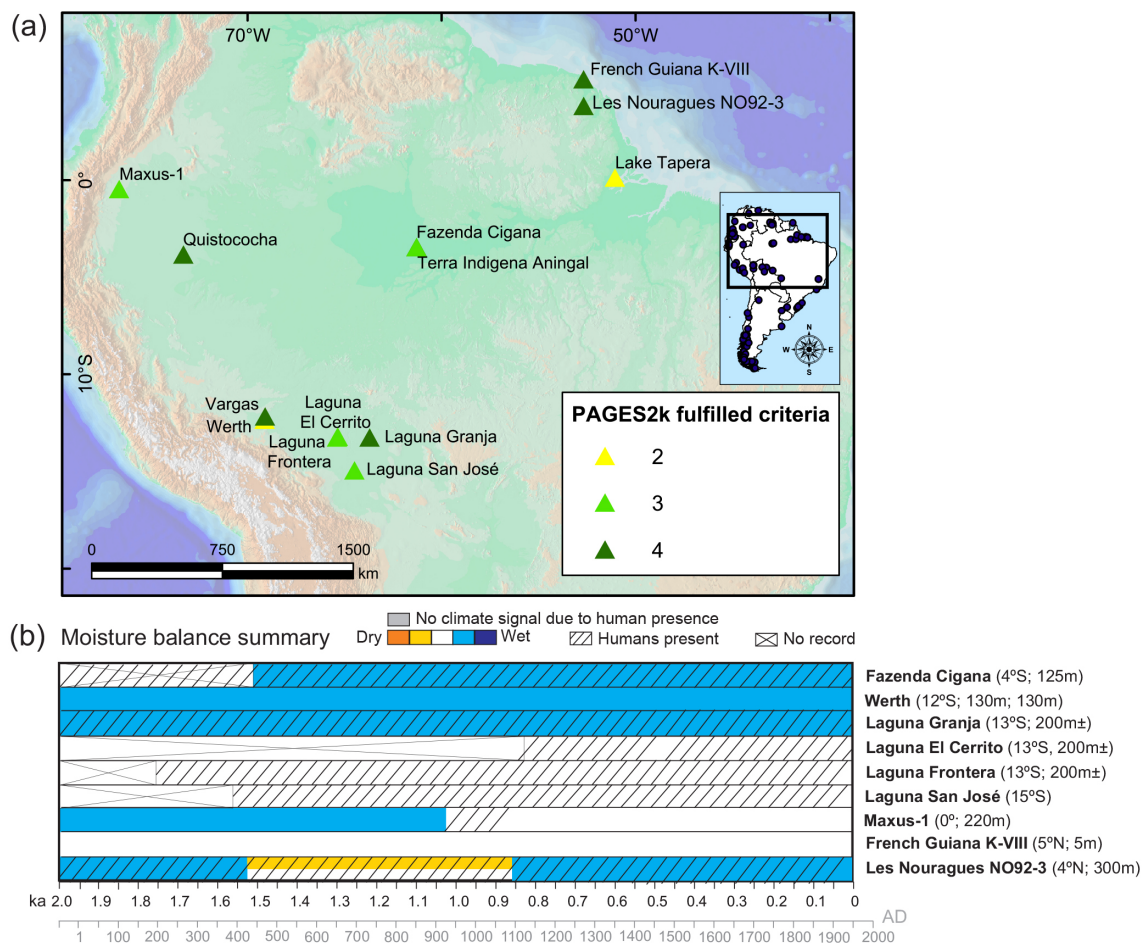 (a)
70°W
50°W
French Guiana K-VIII
Les Nouragues NO92-3
Lake Tapera
Maxus-1
0°
Quistococha
Fazenda Cigana
Terra Indigena Aningal
N
W
E
S
10°S
Vargas
Werth
Laguna
El Cerrito
Laguna
Frontera
Laguna Granja
Laguna San José
PAGES2k fulfilled criteria
2
3
4
0
750
1500
km
(b) Moisture balance summary
No climate signal due to human presence
Dry
Wet
Humans present
No record
Fazenda Cigana (4ºS; 125m)
Werth (12ºS; 130m; 130m)
Laguna Granja (13ºS; 200m±)
Laguna El Cerrito (13ºS, 200m±)
Laguna Frontera (13ºS; 200m±)
Laguna San José (15ºS)
Maxus-1 (0º; 220m)
French Guiana K-VIII (5ºN; 5m)
Les Nouragues NO92-3 (4ºN; 300m)
ka 2.0 1.9 1.8 1.7 1.6 1.5 1.4 1.3 1.2 1.1 1.0 0.9 0.8 0.7 0.6 0.5 0.4 0.3 0.2 0.1 0
AD
1 100 200 300 400 500 600 700 800 900 1000 1100 1200 1300 1400 1500 1600 1700 1800 1900 2000